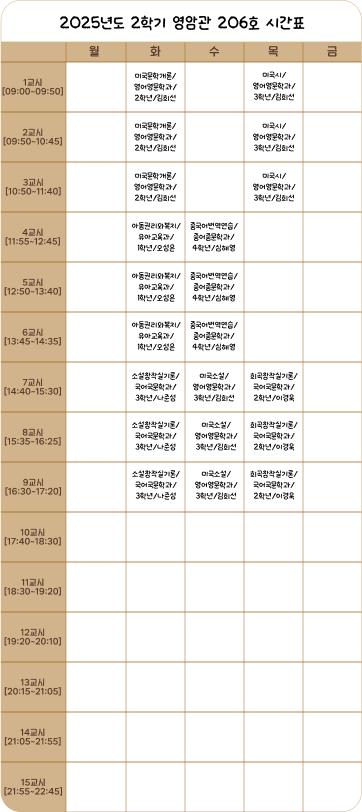 2025년도 2학기 영암관 206호 시간표
월 화 수 목 금
1교시
[09:00~09:50]
미국문학개론/
영어영문학과/
2학년/김희선
미국시/
영어영문학과/
3학년/김희선
2교시
[09:50~10:45]
미국문학개론/
영어영문학과/
2학년/김희선
미국시/
영어영문학과/
3학년/김희선
3교시
[10:50~11:40]
미국문학개론/
영어영문학과/
2학년/김희선
미국시/
영어영문학과/
3학년/김희선
4교시
[11:55~12:45]
아동권리와복지/
유아교육과/
1학년/오성은
중국어번역연습/
중어중문학과/
4학년/심혜영
5교시
[12:50~13:40]
아동권리와복지/
유아교육과/
1학년/오성은
중국어번역연습/
중어중문학과/
4학년/심혜영
6교시
[13:45~14:35]
아동권리와복지/
유아교육과/
1학년/오성은
중국어번역연습/
중어중문학과/
4학년/심혜영
7교시
[14:40~15:30]
소설창작실기론/
국어국문학과/
3학년/나준성
미국소설/
영어영문학과/
3학년/김희선
희곡창작실기론/
국어국문학과/
2학년/이경욱
8교시
[15:35~16:25]
소설창작실기론/
국어국문학과/
3학년/나준성
미국소설/
영어영문학과/
3학년/김희선
희곡창작실기론/
국어국문학과/
2학년/이경욱
9교시
[16:30~17:20]
소설창작실기론/
국어국문학과/
3학년/나준성
미국소설/
영어영문학과/
3학년/김희선
희곡창작실기론/
국어국문학과/
2학년/이경욱
10교시
[17:40~18:30]
11교시
[18:30~19:20]
12교시
[19:20~20:10]
13교시
[20:15~21:05]
14교시
[21:05~21:55]
15교시
[21:55~22:45]